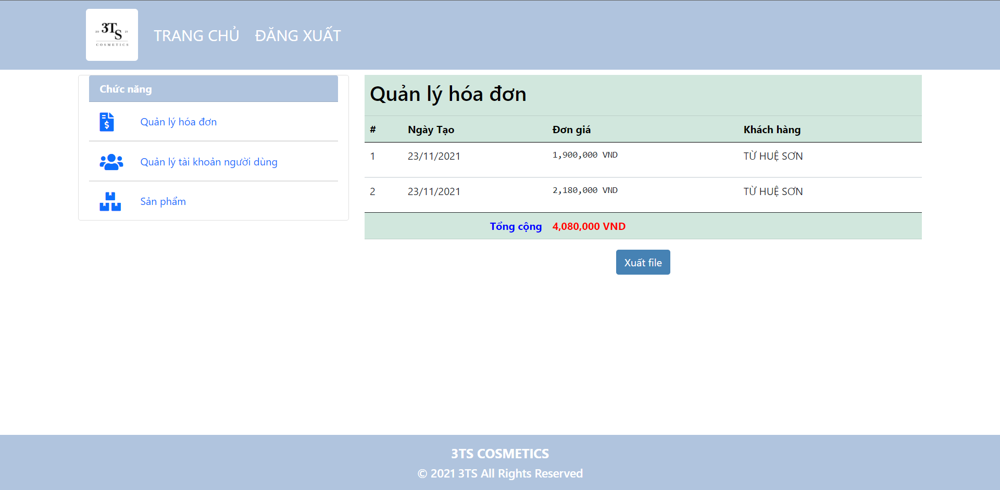 20 3TS 21
COSMETICS
TRANG CHỦ ĐĂNG XUẤT
Chức năng
Quản lý hóa đơn
Quản lý tài khoản người dùng
Sản phẩm
Quản lý hóa đơn
# Ngày Tạo Đơn giá Khách hàng
1 23/11/2021 1,900,000 VND TỪ HUỆ SƠN
2 23/11/2021 2,180,000 VND TỪ HUỆ SƠN
Tổng cộng 4,080,000 VND
Xuất file
3TS COSMETICS
© 2021 3TS All Rights Reserved